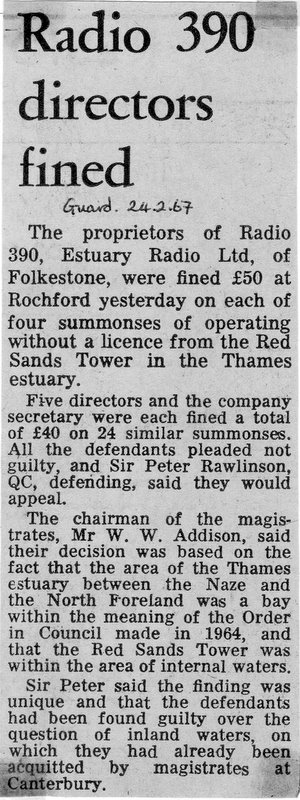 Radio 390
directors
fined
Guard. 24.2.67
The proprietors of Radio
390, Estuary Radio Ltd, of
Folkestone, were fined £50 at
Rochford yesterday on each of
four summonses of operating
without a licence from the Red
Sands Tower in the Thames
estuary.
Five directors and the company
secretary were each fined a total
of £40 on 24 similar summonses.
All the defendants pleaded not
guilty, and Sir Peter Rawlinson,
QC, defending, said they would
appeal.
The chairman of the magis-
trates, Mr W. W. Addison, said
their decision was based on the
fact that the area of the Thames
estuary between the Naze and
the North Foreland was a bay
within the meaning of the Order
in Council made in 1964, and
that the Red Sands Tower was
within the area of internal waters.
Sir Peter said the finding was
unique and that the defendants
had been found guilty over the
question of inland waters, on
which they had already been
acquitted by magistrates at
Canterbury.